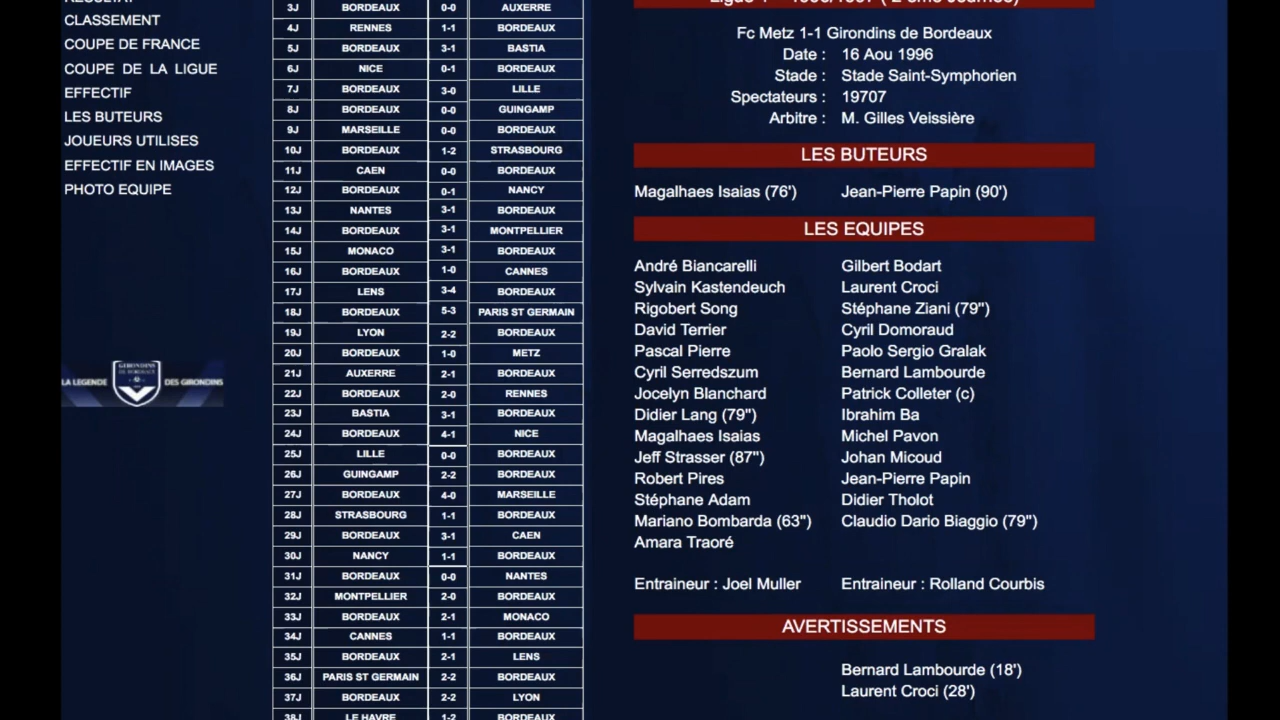 CLASSEMENT
COUPE DE FRANCE
COUPE DE LA LIGUE
EFFECTIF
LES BUTEURS
JOUEURS UTILISES
EFFECTIF EN IMAGES
PHOTO EQUIPE
LA LEGENDE GIRONDINS DE BORDEAUX DES GIRONDINS
3J BORDEAUX 0-0 AUXERRE
4J RENNES 1-1 BORDEAUX
5J BORDEAUX 3-1 BASTIA
6J NICE 0-1 BORDEAUX
7J BORDEAUX 3-0 LILLE
8J BORDEAUX 0-0 GUINGAMP
9J MARSEILLE 0-0 BORDEAUX
10J BORDEAUX 1-2 STRASBOURG
11J CAEN 0-0 BORDEAUX
12J BORDEAUX 0-1 NANCY
13J NANTES 3-1 BORDEAUX
14J BORDEAUX 3-1 MONTPELLIER
15J MONACO 3-1 BORDEAUX
16J BORDEAUX 1-0 CANNES
17J LENS 3-4 BORDEAUX
18J BORDEAUX 5-3 PARIS ST GERMAIN
19J LYON 2-2 BORDEAUX
20J BORDEAUX 1-0 METZ
21J AUXERRE 2-1 BORDEAUX
22J BORDEAUX 2-0 RENNES
23J BASTIA 3-1 BORDEAUX
24J BORDEAUX 4-1 NICE
25J LILLE 0-0 BORDEAUX
26J GUINGAMP 2-2 BORDEAUX
27J BORDEAUX 4-0 MARSEILLE
28J STRASBOURG 1-1 BORDEAUX
29J BORDEAUX 3-1 CAEN
30J NANCY 1-1 BORDEAUX
31J BORDEAUX 0-0 NANTES
32J MONTPELLIER 2-0 BORDEAUX
33J BORDEAUX 2-1 MONACO
34J CANNES 1-1 BORDEAUX
35J BORDEAUX 2-1 LENS
36J PARIS ST GERMAIN 2-2 BORDEAUX
37J BORDEAUX 2-2 LYON
38J LE HAVRE 1-2 BORDEAUX
Fc Metz 1-1 Girondins de Bordeaux
Date : 16 Aou 1996
Stade : Stade Saint-Symphorien
Spectateurs : 19707
Arbitre : M. Gilles Veissière
LES BUTEURS
Magalhaes Isaias (76') Jean-Pierre Papin (90')
LES EQUIPES
André Biancarelli Gilbert Bodart
Sylvain Kastendeuch Laurent Croci
Rigobert Song Stéphane Ziani (79")
David Terrier Cyril Domoraud
Pascal Pierre Paolo Sergio Gralak
Cyril Serredszum Bernard Lambourde
Jocelyn Blanchard Patrick Colleter (c)
Didier Lang (79") Ibrahim Ba
Magalhaes Isaias Michel Pavon
Jeff Strasser (87") Johan Micoud
Robert Pires Jean-Pierre Papin
Stéphane Adam Didier Tholot
Mariano Bombarda (63") Claudio Dario Biaggio (79")
Amara Traoré
Entraineur : Joel Muller Entraineur : Rolland Courbis
AVERTISSEMENTS
Bernard Lambourde (18')
Laurent Croci (28')